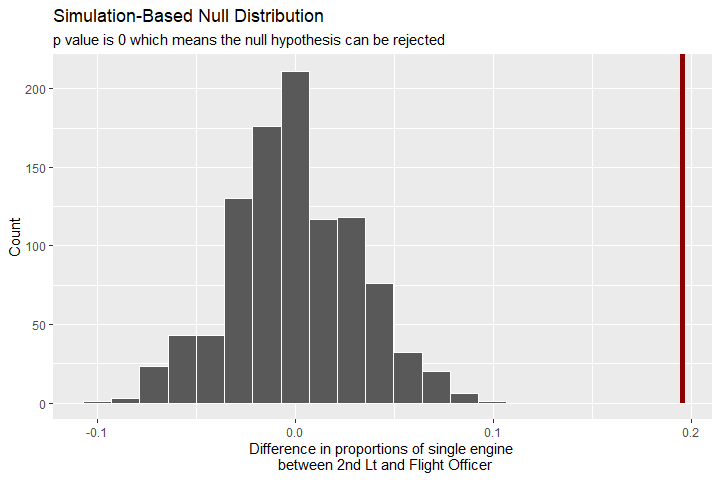 Simulation-Based Null Distribution
p value is 0 which means the null hypothesis can be rejected
200
150
100
50
0
Count
-0.1
0.0
0.1
0.2
Difference in proportions of single engine
between 2nd Lt and Flight Officer